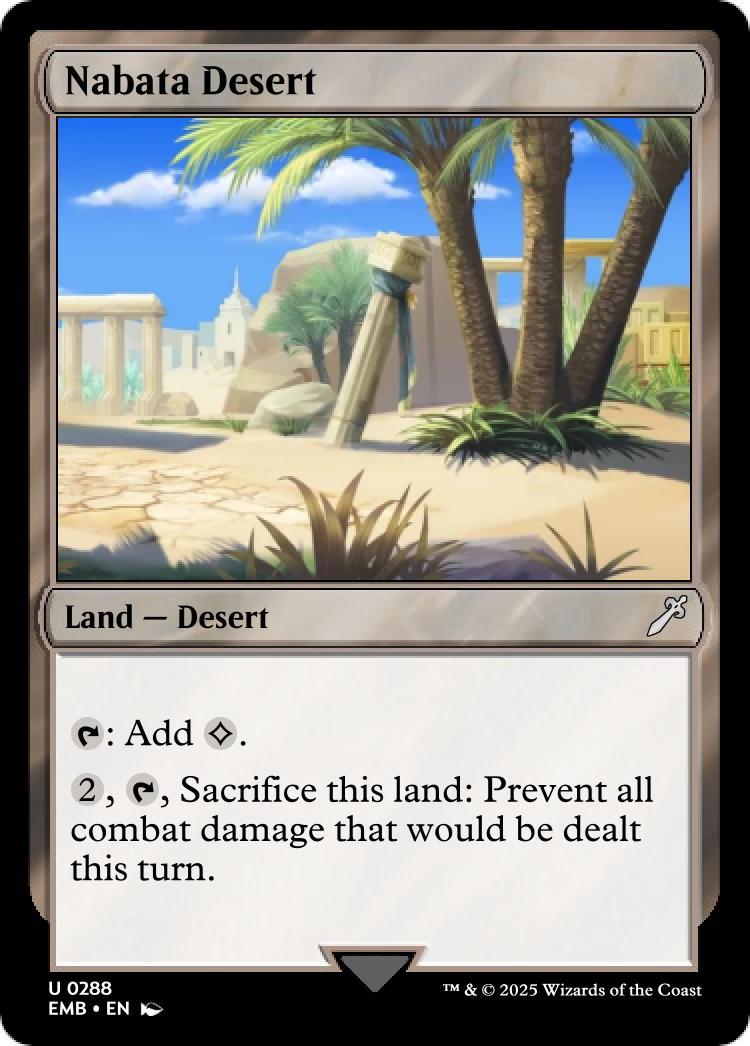 Nabata Desert
Land — Desert
: Add .
2, , Sacrifice this land: Prevent all
combat damage that would be dealt
this turn.
U 0288
EMB • EN
™ & © 2025 Wizards of the Coast